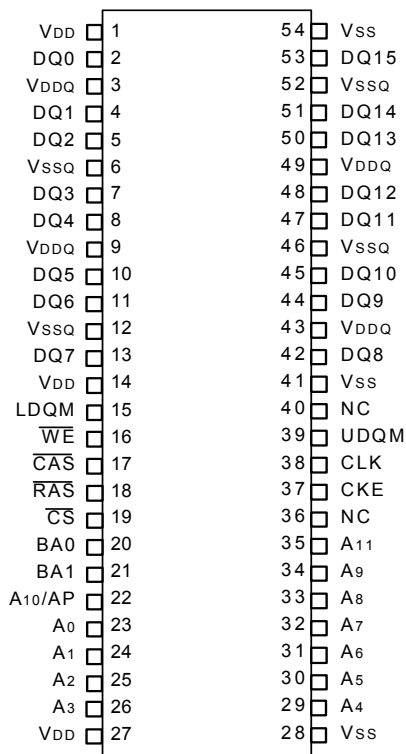 VDD 1 54 VSS
DQ0 2 53 DQ15
VDDQ 3 52 VSSQ
DQ1 4 51 DQ14
DQ2 5 50 DQ13
VSSQ 6 49 VDDQ
DQ3 7 48 DQ12
DQ4 8 47 DQ11
VDDQ 9 46 VSSQ
DQ5 10 45 DQ10
DQ6 11 44 DQ9
VSSQ 12 43 VDDQ
DQ7 13 42 DQ8
VDD 14 41 VSS
LDQM 15 40 NC
W̅E̅ 16 39 UDQM
C̅A̅S̅ 17 38 CLK
R̅A̅S̅ 18 37 CKE
C̅S̅ 19 36 NC
BA0 20 35 A11
BA1 21 34 A9
A10/AP 22 33 A8
A0 23 32 A7
A1 24 31 A6
A2 25 30 A5
A3 26 29 A4
VDD 27 28 VSS